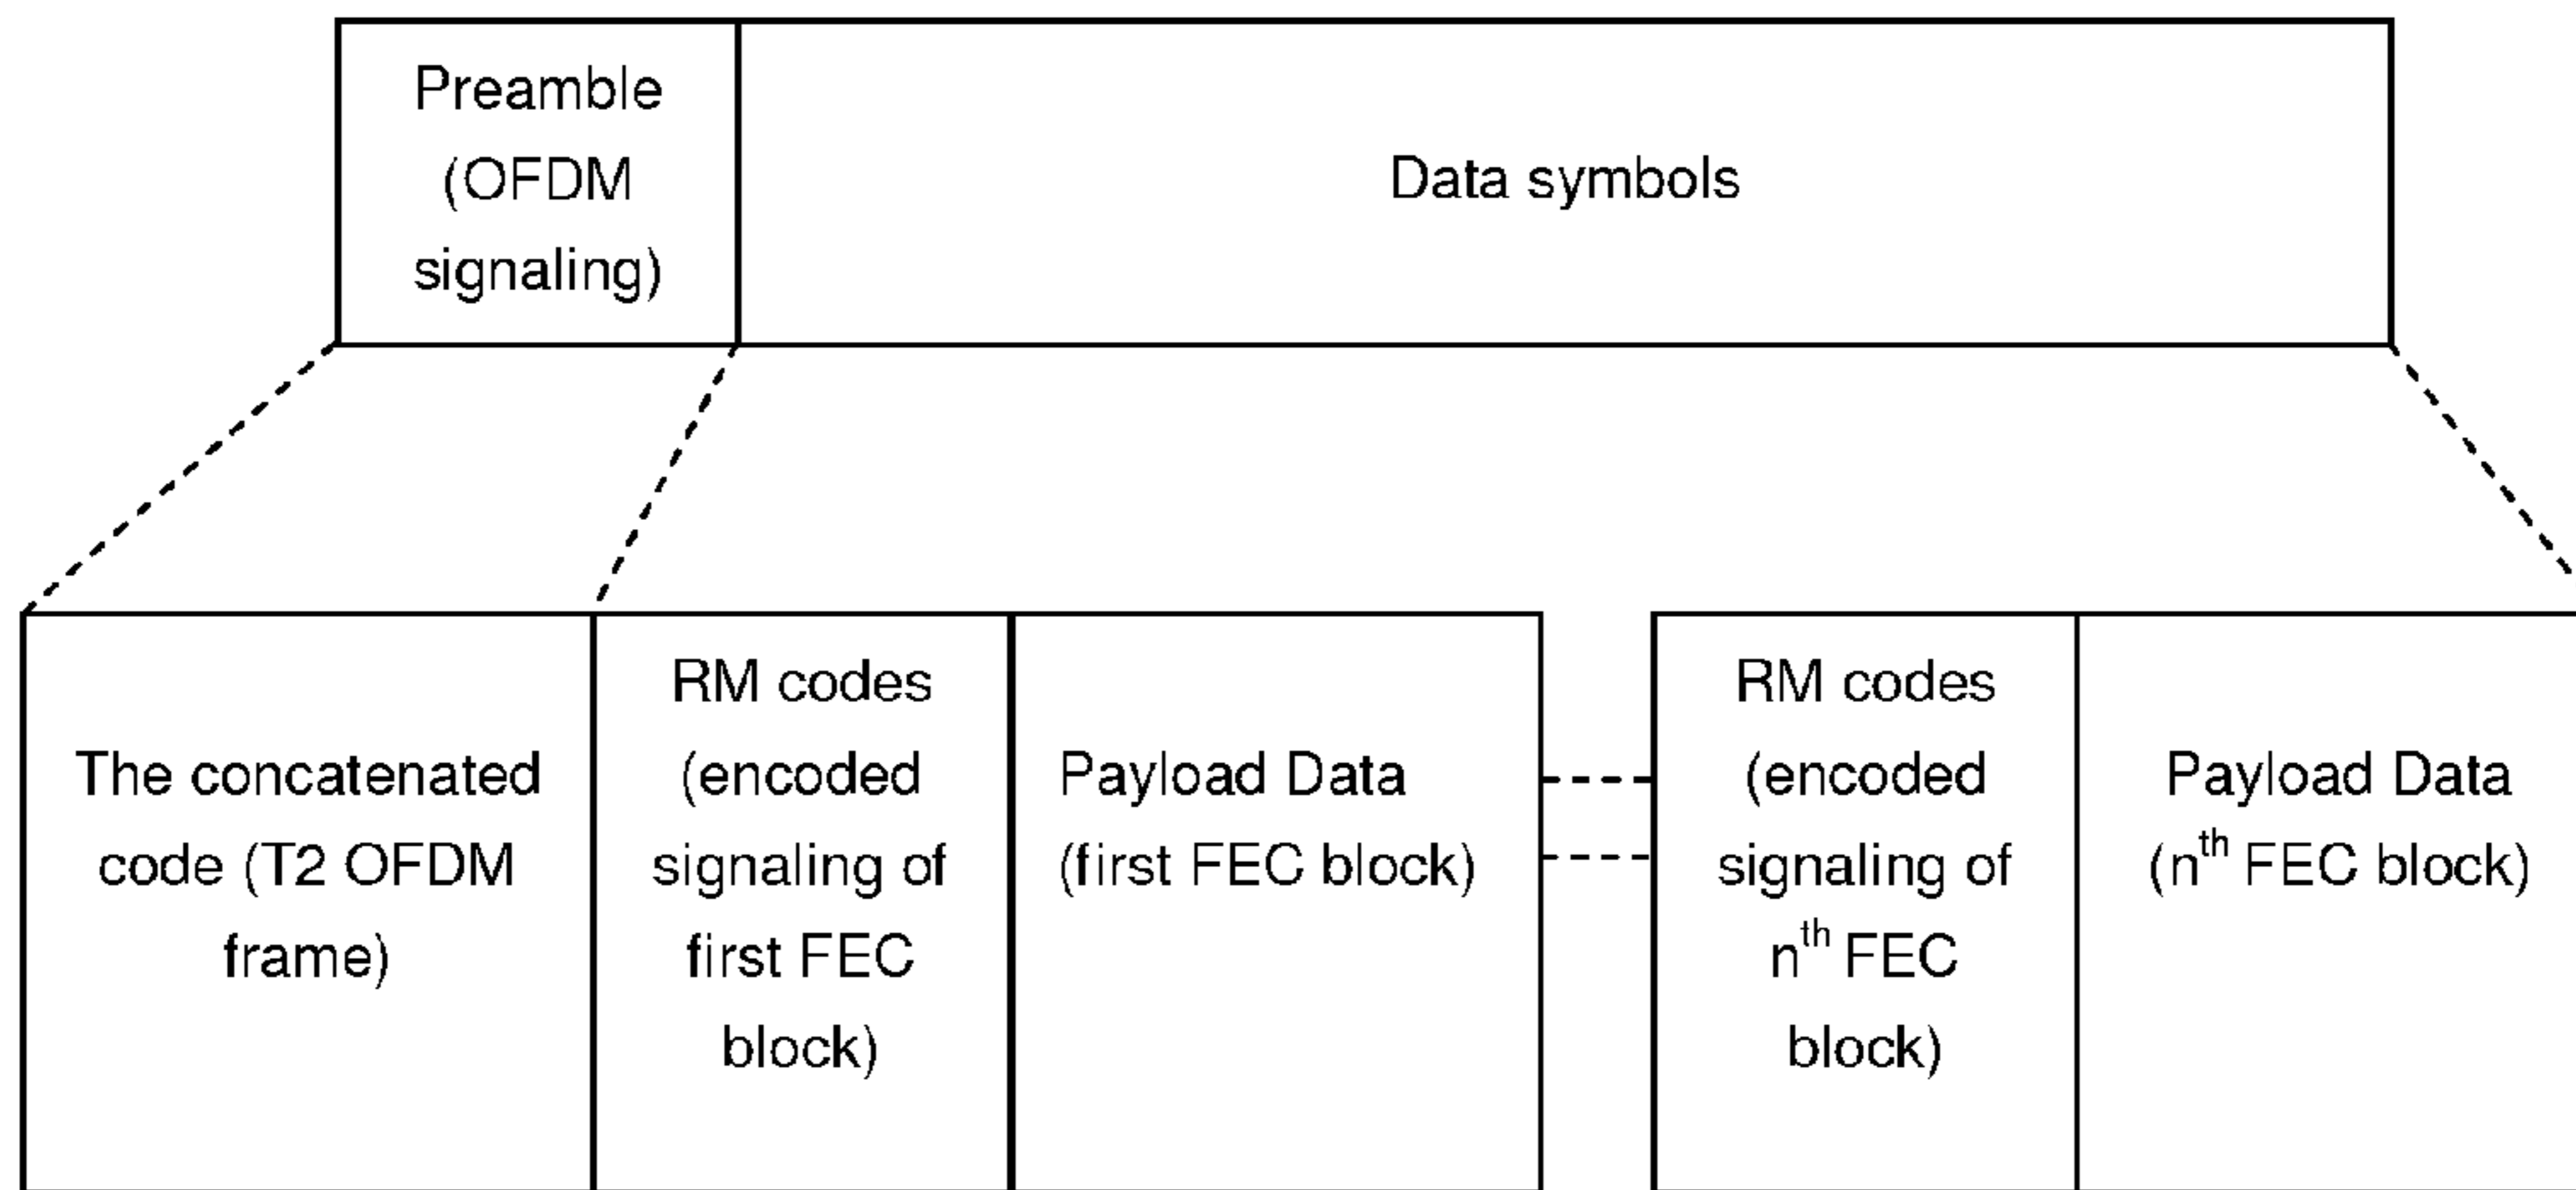 Preamble
(OFDM
signaling)
Data symbols
The concatenated
code (T2 OFDM
frame)
RM codes
(encoded
signaling of
first FEC
block)
Payload Data
(first FEC block)
RM codes
(encoded
signaling of
nth FEC
block)
Payload Data
(nth FEC block)